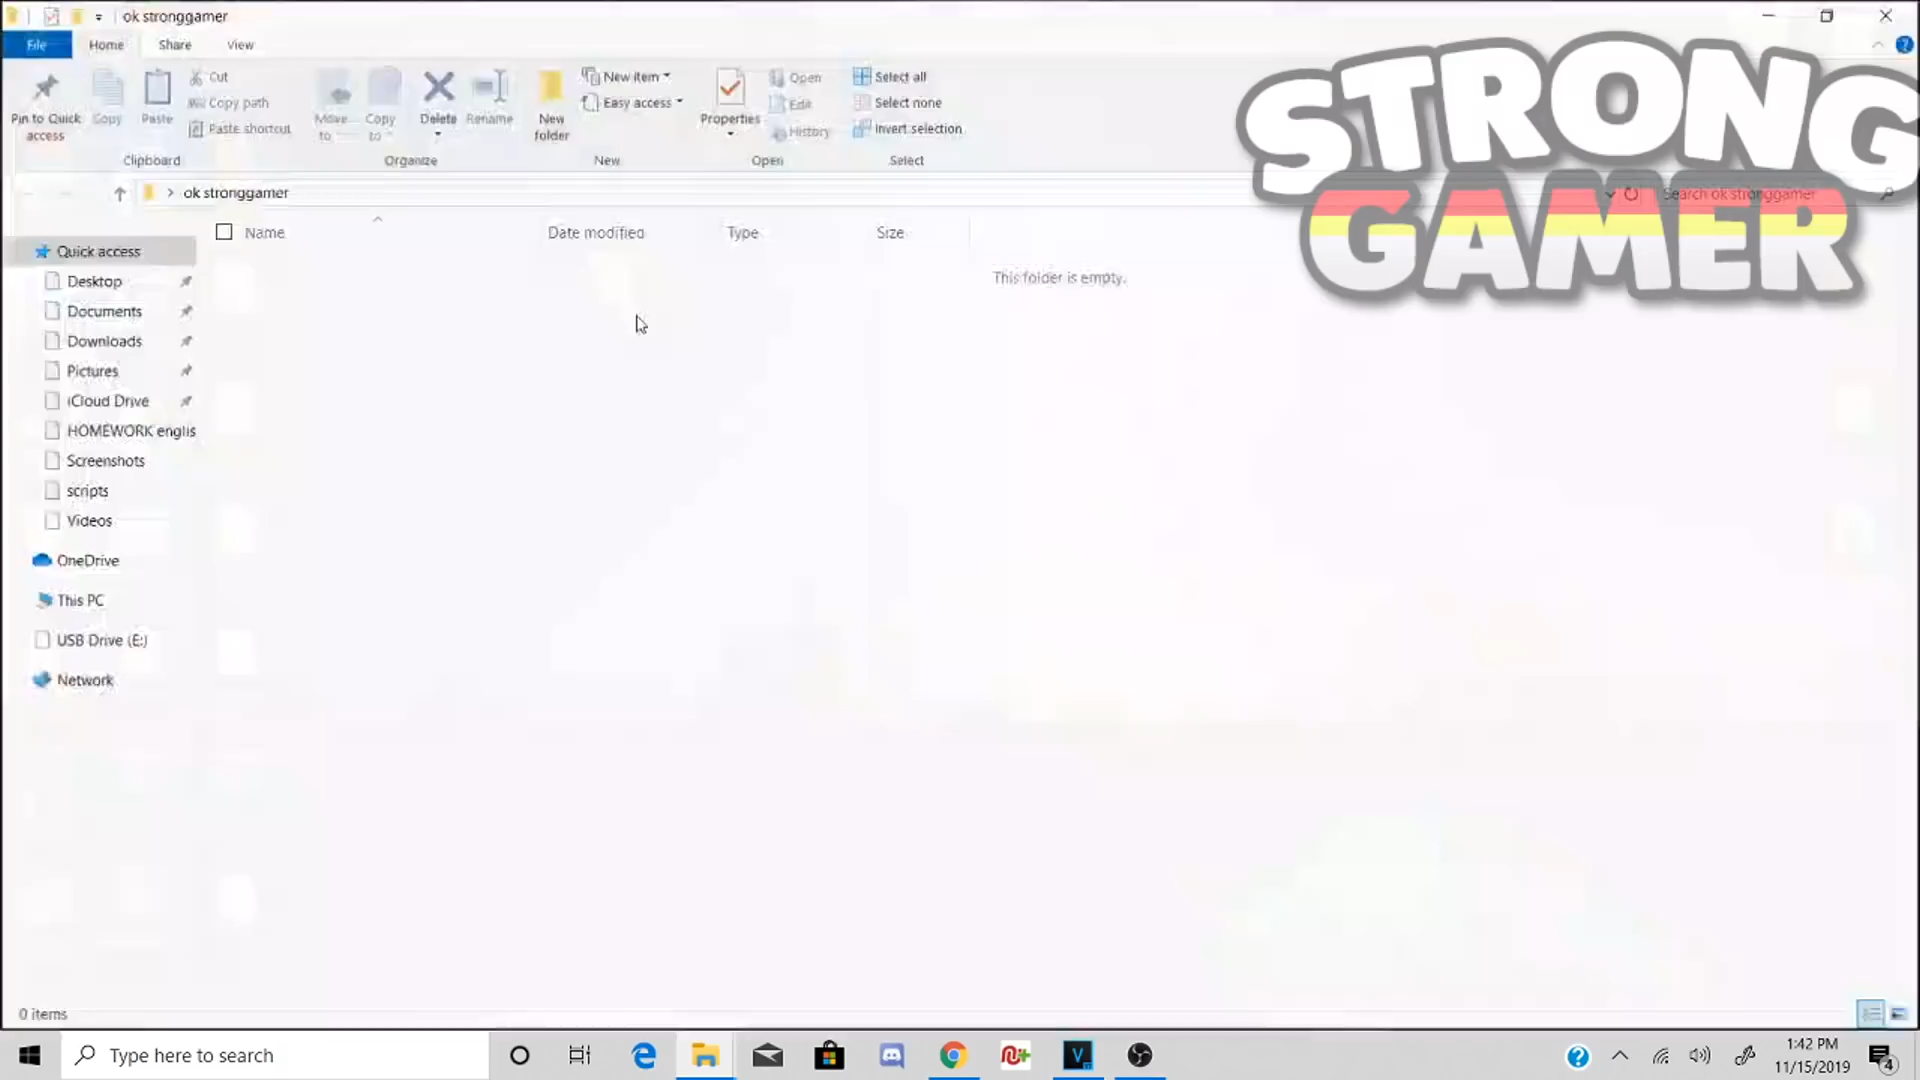 ok stronggamer
File Home Share View
Pin to Quick access
Copy
Paste
Cut
Copy path
Paste shortcut
Clipboard
Move to
Copy to
Delete
Rename
Organize
New folder
New item
Easy access
New
Properties
Open
Edit
History
Open
Select all
Select none
Invert selection
Select
STRONG
GAMER
ok stronggamer
Search ok stronggamer
Name Date modified Type Size
This folder is empty.
Quick access
Desktop
Documents
Downloads
Pictures
iCloud Drive
HOMEWORK englis
Screenshots
scripts
Videos
OneDrive
This PC
USB Drive (E:)
Network
0 items
Type here to search
V
1:42 PM
11/15/2019
4